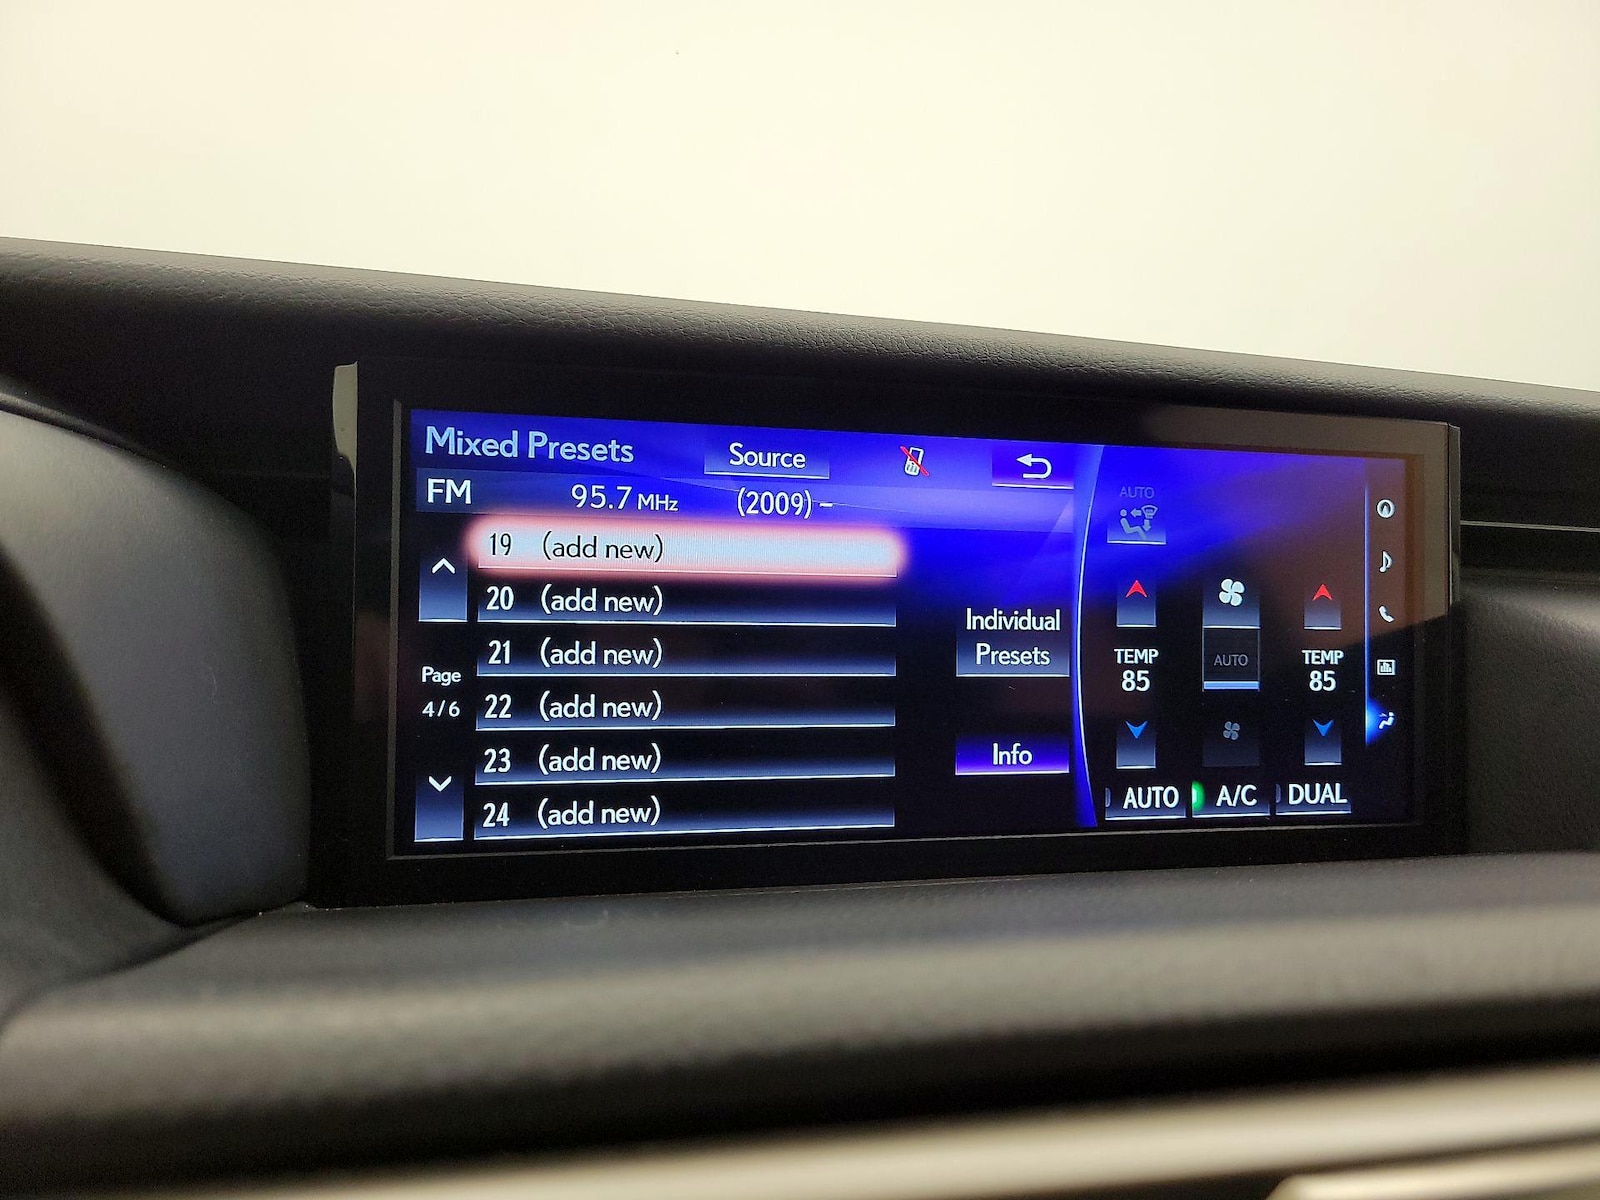 Mixed Presets Source
FM 95.7 MHz (2009) -
19 (add new)
20 (add new)
21 (add new)
22 (add new)
23 (add new)
24 (add new)
Page
4/6
Individual
Presets
Info
AUTO
TEMP
85
AUTO
TEMP
85
AUTO A/C DUAL